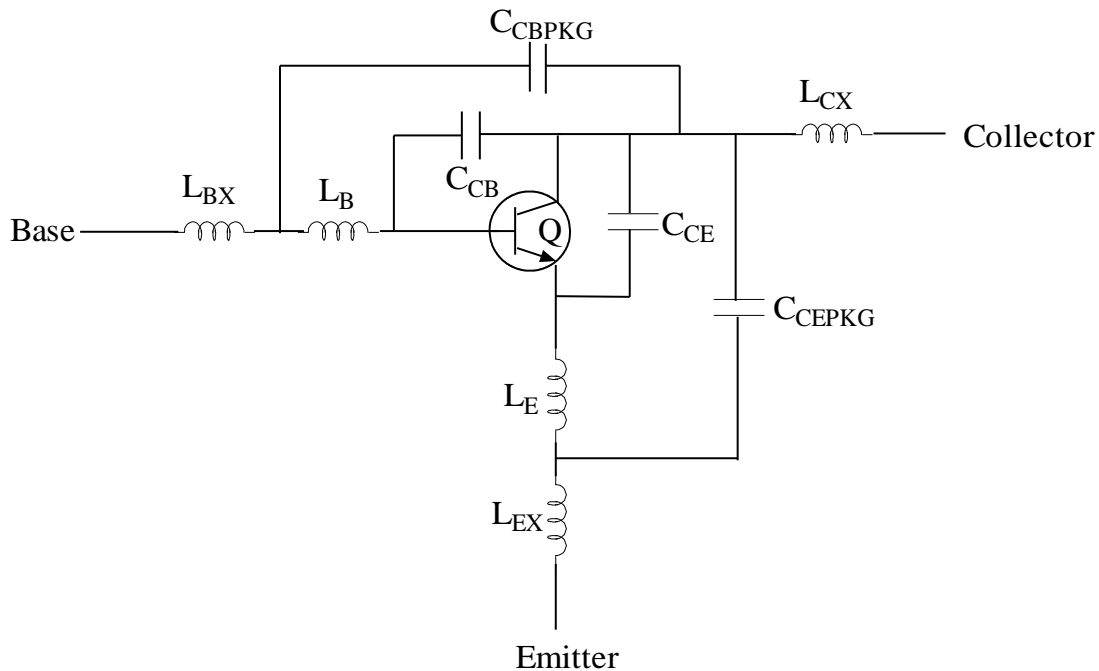 C_CBPKG
L_CX
Collector
C_CB
L_BX
L_B
Base
Q
C_CE
C_CEPKG
L_E
L_EX
Emitter